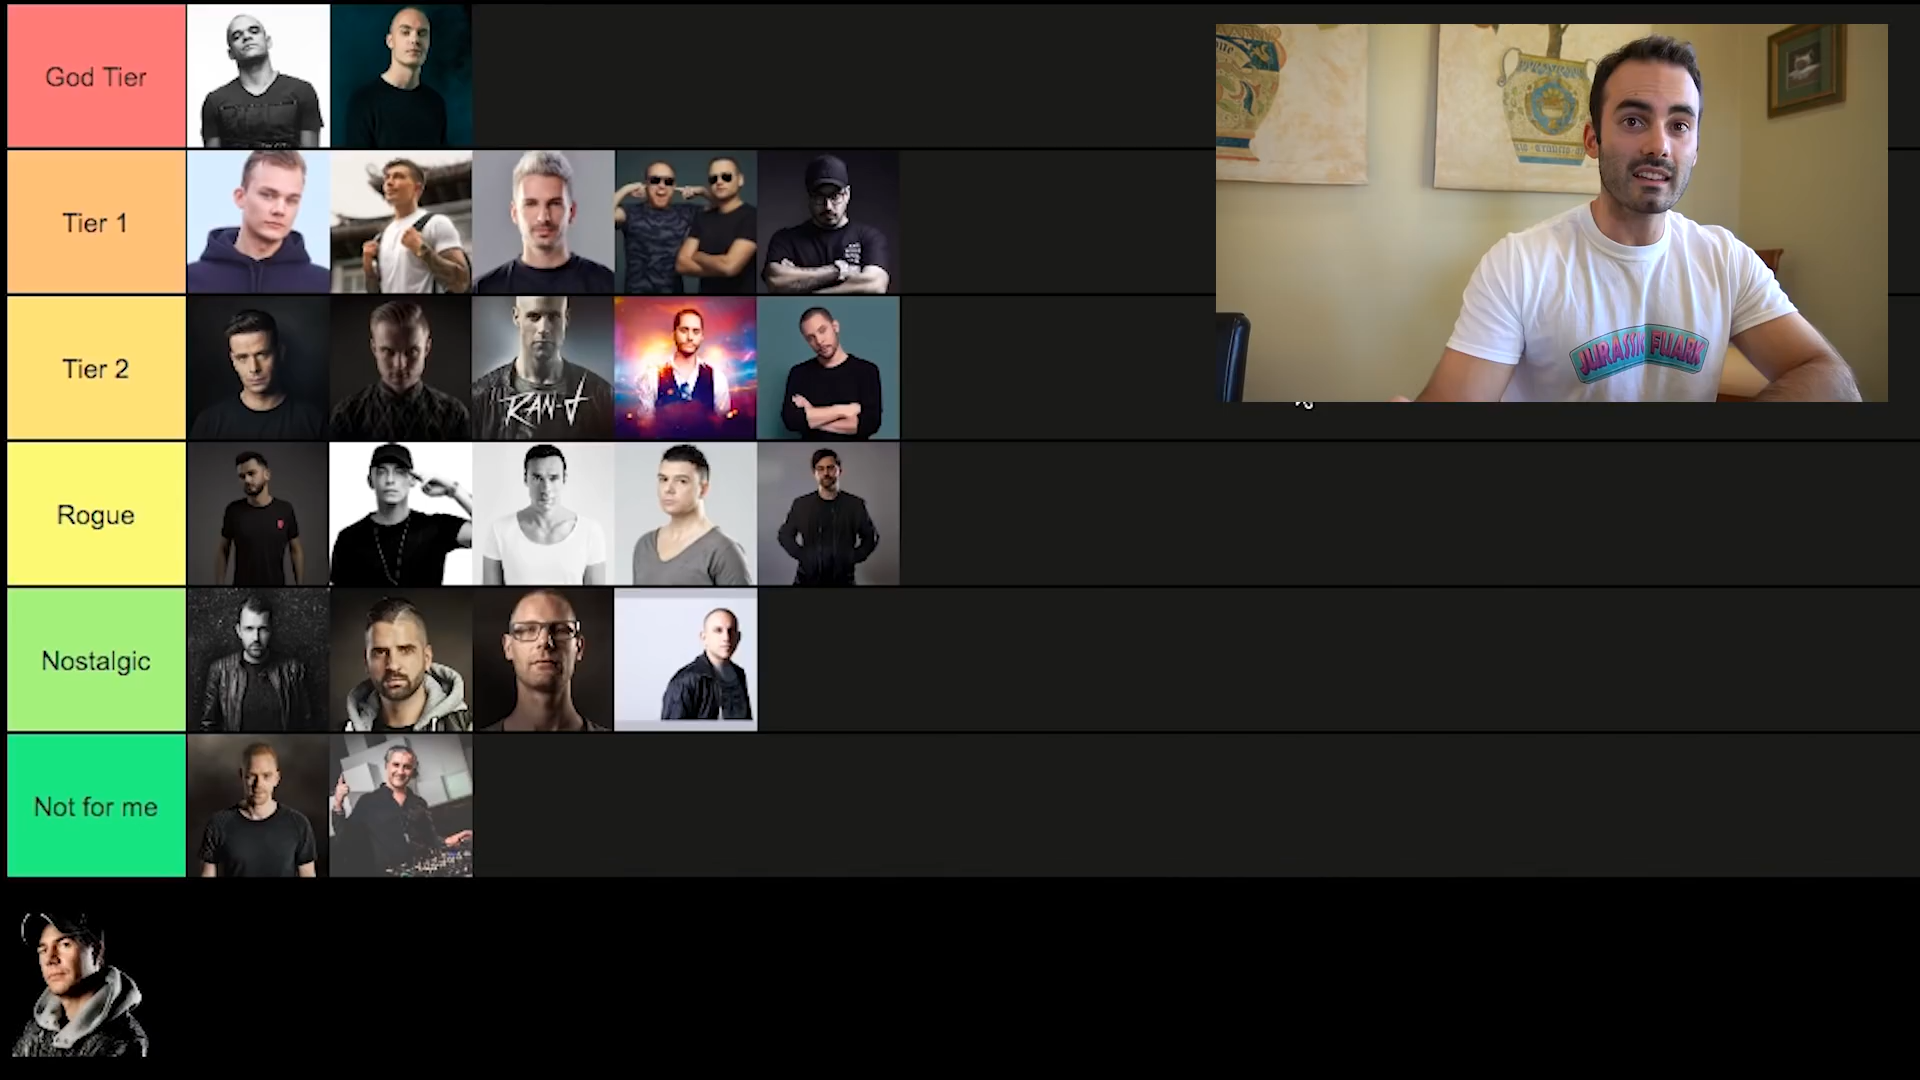 God Tier
Tier 1
Tier 2
RAN-D
Rogue
Nostalgic
Not for me
JURASSIC FUARK